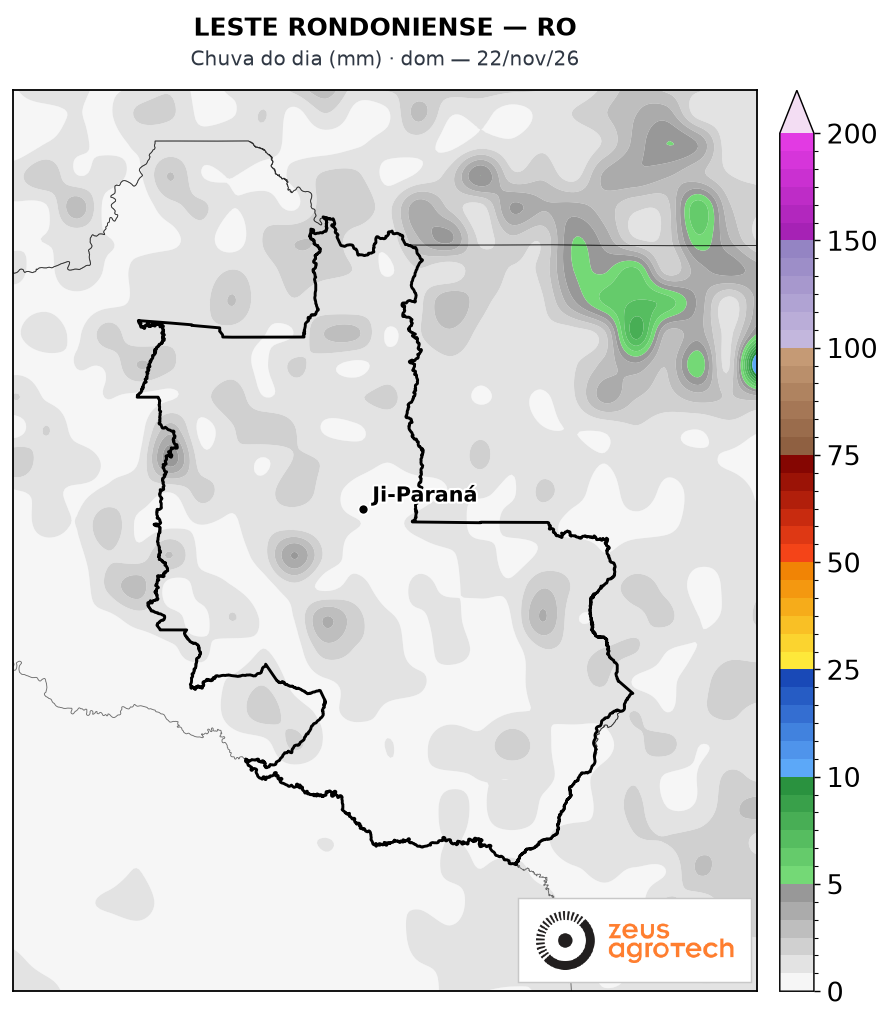 LESTE RONDONIENSE — RO
Chuva do dia (mm) · dom — 22/nov/26
200
150
100
75
50
25
10
5
0
Ji-Paraná
zeus
agrotech